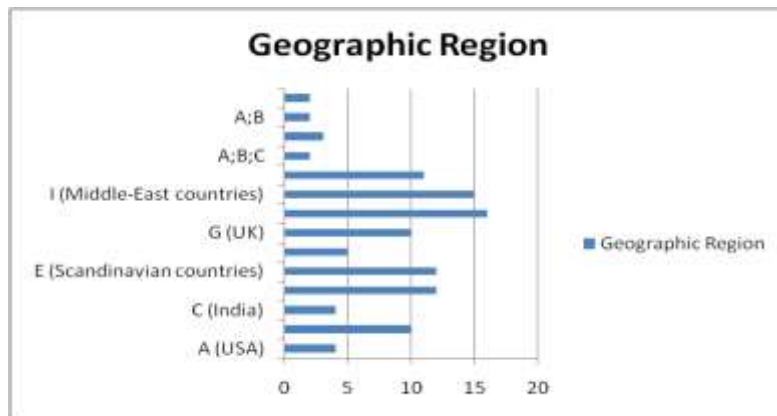 Geographic Region
A;B
A;B;C
I (Middle-East countries)
G (UK)
E (Scandinavian countries)
C (India)
A (USA)
0 5 10 15 20
Geographic Region